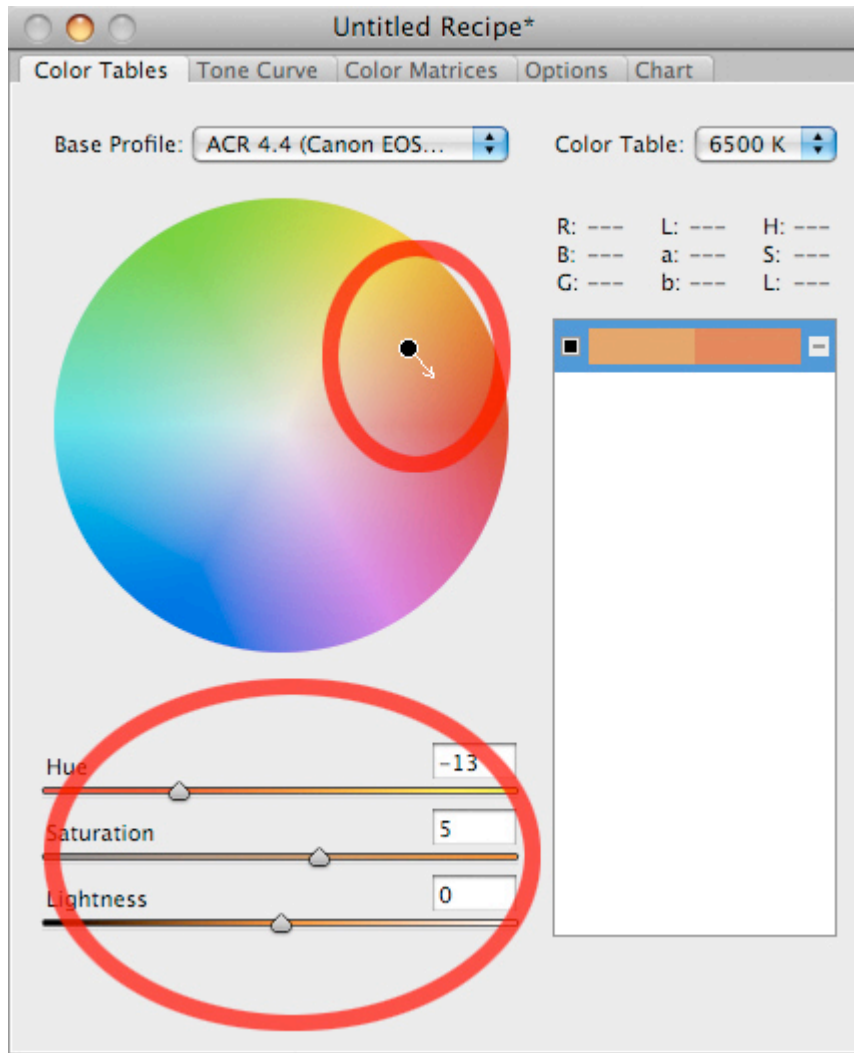 Untitled Recipe*
Color Tables Tone Curve Color Matrices Options Chart
Base Profile: ACR 4.4 (Canon EOS... Color Table: 6500 K
R: --- L: --- H: ---
B: --- a: --- S: ---
G: --- b: --- L: ---
Hue -13
Saturation 5
Lightness 0